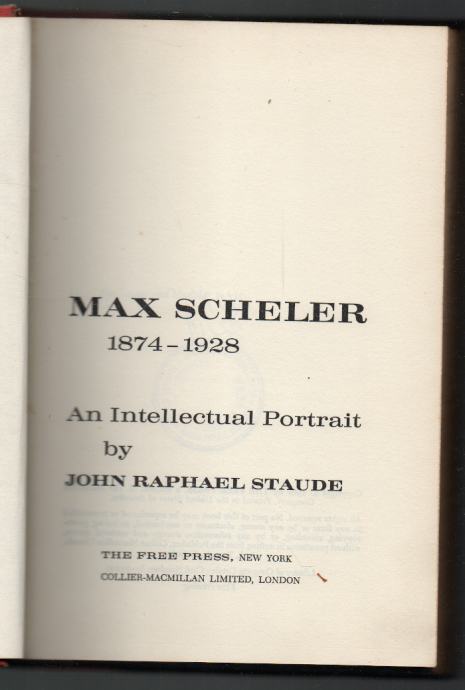 MAX SCHELER
1874–1928
An Intellectual Portrait
by
JOHN RAPHAEL STAUDE
THE FREE PRESS, NEW YORK
COLLIER-MACMILLAN LIMITED, LONDON